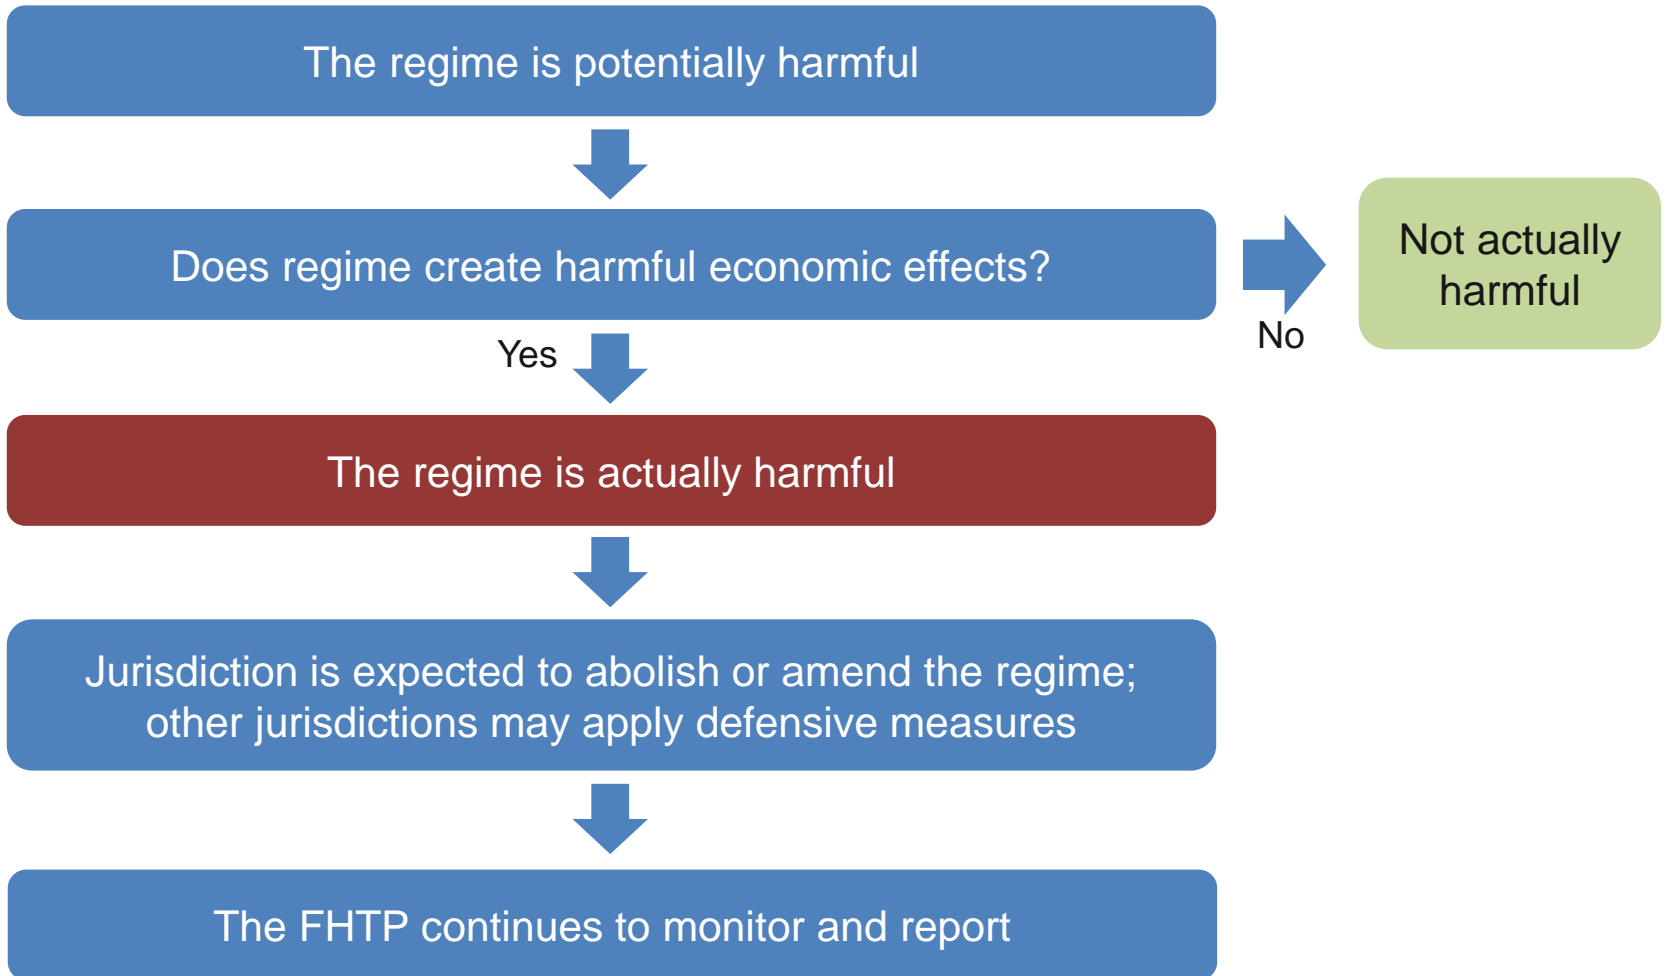 The regime is potentially harmful
Does regime create harmful economic effects?
Not actually
harmful
No
Yes
The regime is actually harmful
Jurisdiction is expected to abolish or amend the regime;
other jurisdictions may apply defensive measures
The FHTP continues to monitor and report